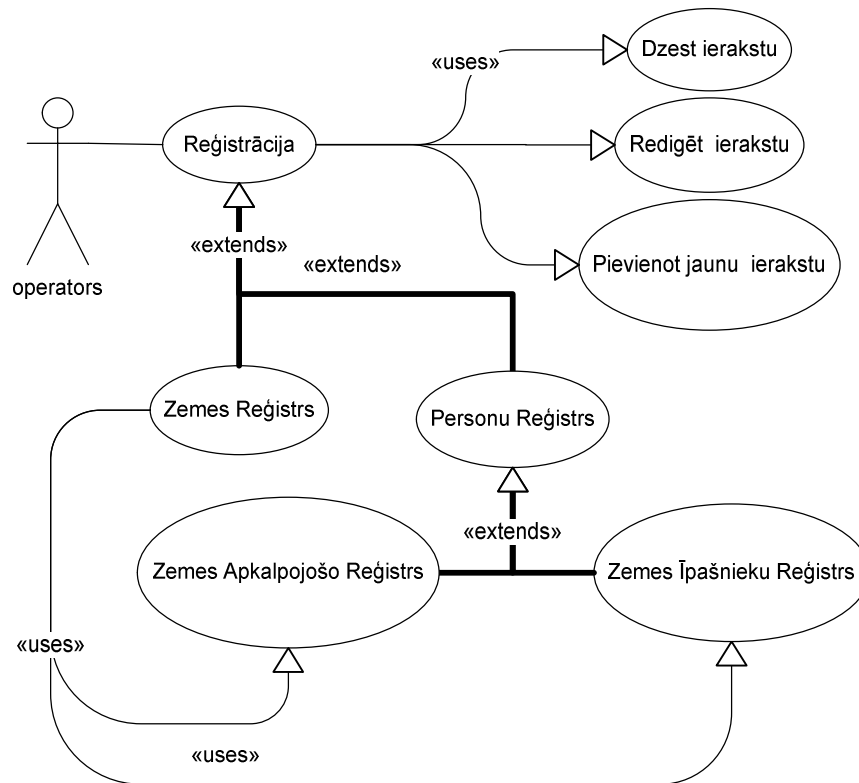 Dzest ierakstu
«uses»
Reģistrācija
Redigēt ierakstu
«extends»
«extends»
Pievienot jaunu ierakstu
operators
Zemes Reģistrs
Personu Reģistrs
«extends»
Zemes Apkalpojošo Reģistrs
Zemes Īpašnieku Reģistrs
«uses»
«uses»